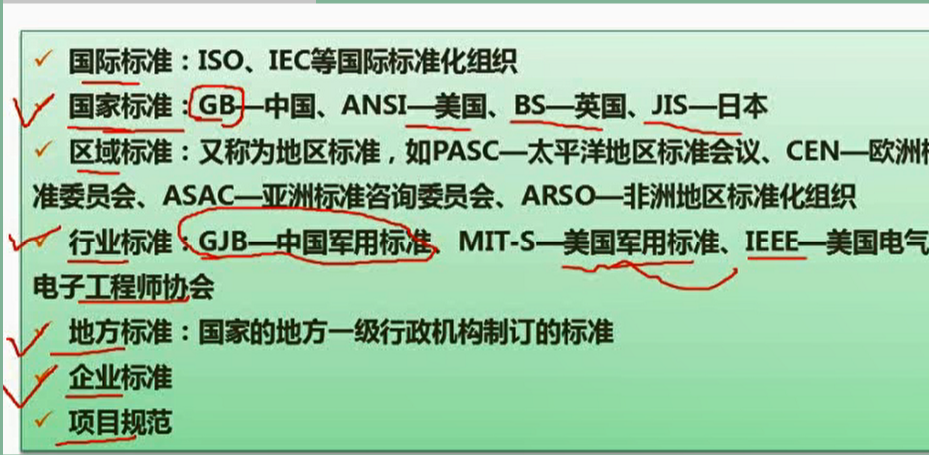 国际标准：ISO、IEC等国际标准化组织
国家标准：GB—中国、ANSI—美国、BS—英国、JIS—日本
区域标准：又称为地区标准，如PASC—太平洋地区标准会议、CEN—欧洲
准委员会、ASAC—亚洲标准咨询委员会、ARSO—非洲地区标准化组织
行业标准：GJB—中国军用标准、MIT-S—美国军用标准、IEEE—美国电气
电子工程师协会
地方标准：国家的地方一级行政机构制订的标准
企业标准
项目规范